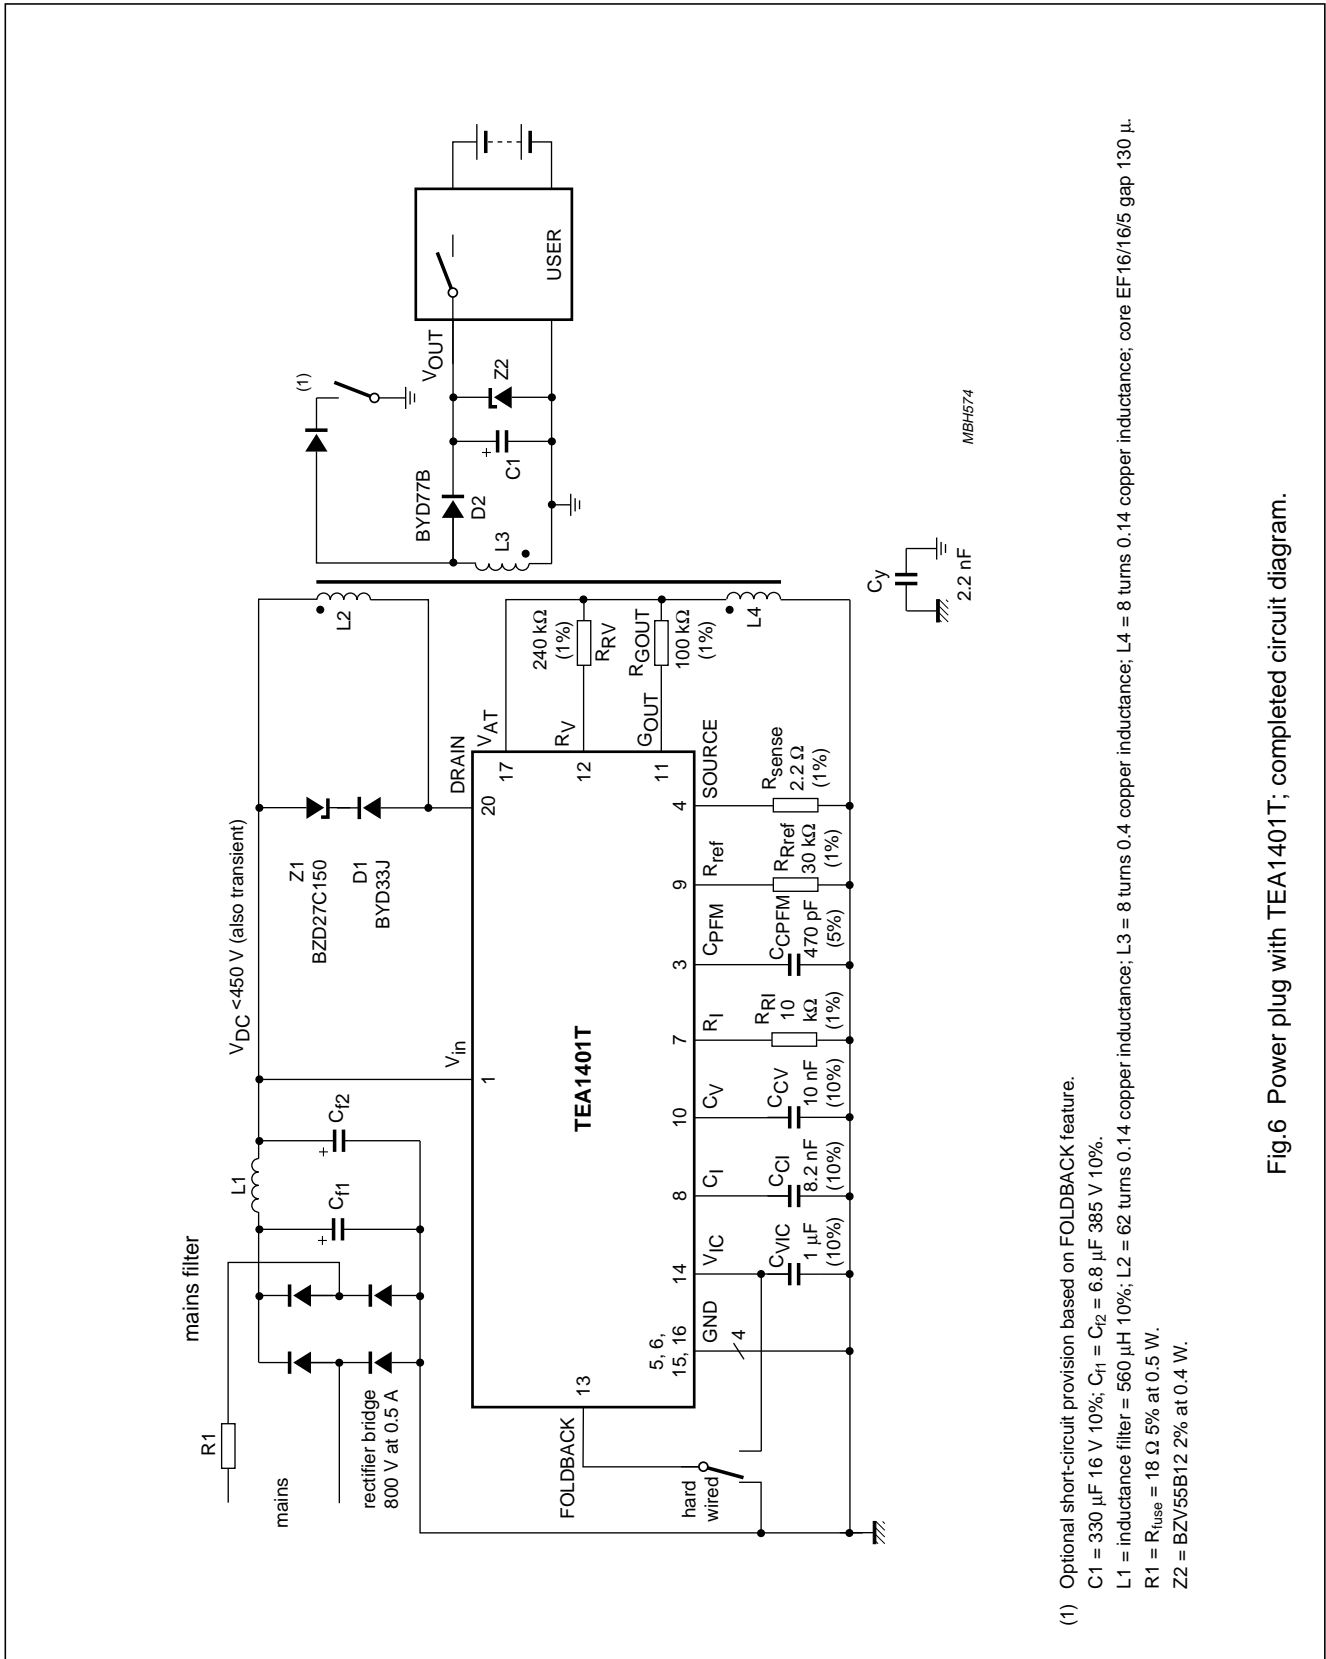 mains filter
R1
mains
rectifier bridge
800 V at 0.5 A
Cf1
L1
Cf2
VDC <450 V (also transient)
Z1
BZD27C150
D1
BYD33J
L2
BYD77B
D2
L3
C1
+
+
+
Z2
VOUT
(1)
USER
Vin
1
DRAIN
20
VAT
17
RV
12
GOUT
11
240 kΩ
(1%)
RRV
RGOUT
100 kΩ
(1%)
L4
TEA1401T
FOLDBACK
13
hard
wired
5, 6,
15, 16
GND
4
14
VIC
CVIC
1 µF
(10%)
8
CI
CCI
8.2 nF
(10%)
10
CV
CCV
10 nF
(10%)
7
RI
RRI
10
kΩ
(1%)
3
CPFM
CCPFM
470 pF
(5%)
9
Rref
RRref
30 kΩ
(1%)
4
SOURCE
Rsense
2.2 Ω
(1%)
Cy
2.2 nF
MBH574
(1) Optional short-circuit provision based on FOLDBACK feature.
C1 = 330 µF 16 V 10%; Cf1 = Cf2 = 6.8 µF 385 V 10%.
L1 = inductance filter = 560 µH 10%; L2 = 62 turns 0.14 copper inductance; L3 = 8 turns 0.4 copper inductance; L4 = 8 turns 0.14 copper inductance; core EF16/16/5 gap 130 µ.
R1 = Rfuse = 18 Ω 5% at 0.5 W.
Z2 = BZV55B12 2% at 0.4 W.
Fig.6 Power plug with TEA1401T; completed circuit diagram.